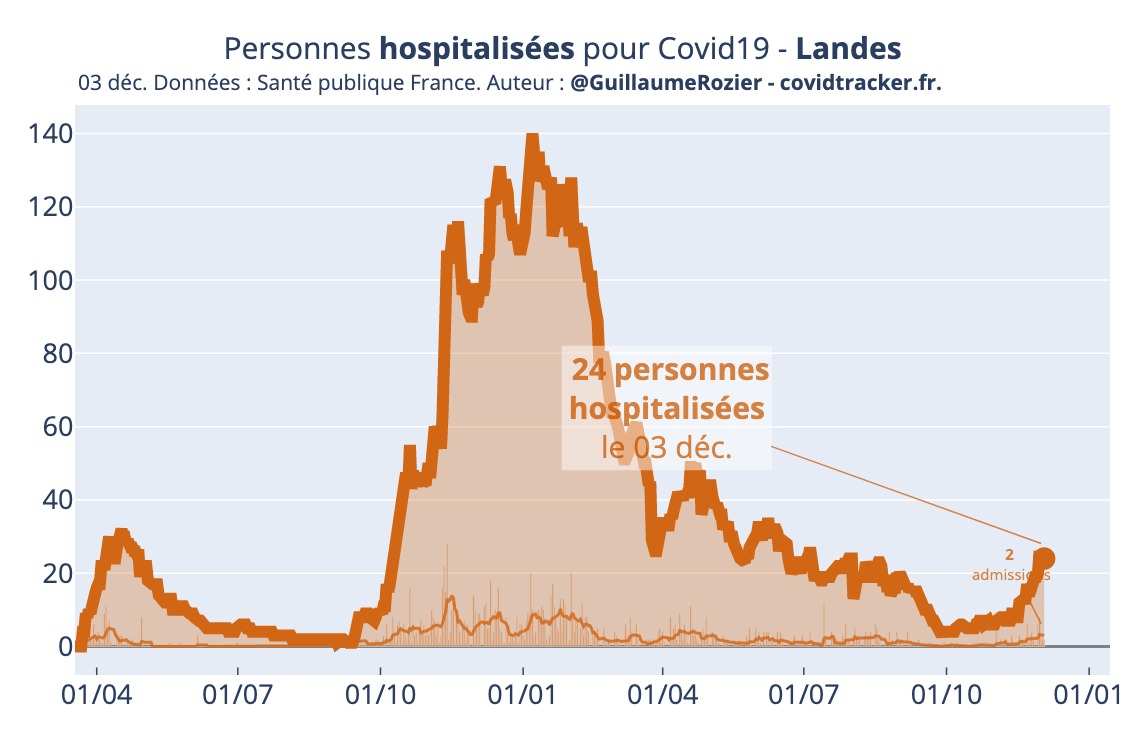 Personnes hospitalisées pour Covid19 - Landes
03 déc. Données : Santé publique France. Auteur : @GuillaumeRozier - covidtracker.fr.
140
120
100
80
60
40
20
0
24 personnes
hospitalisées
le 03 déc.
2
admissions
01/04 01/07 01/10 01/01 01/04 01/07 01/10 01/01